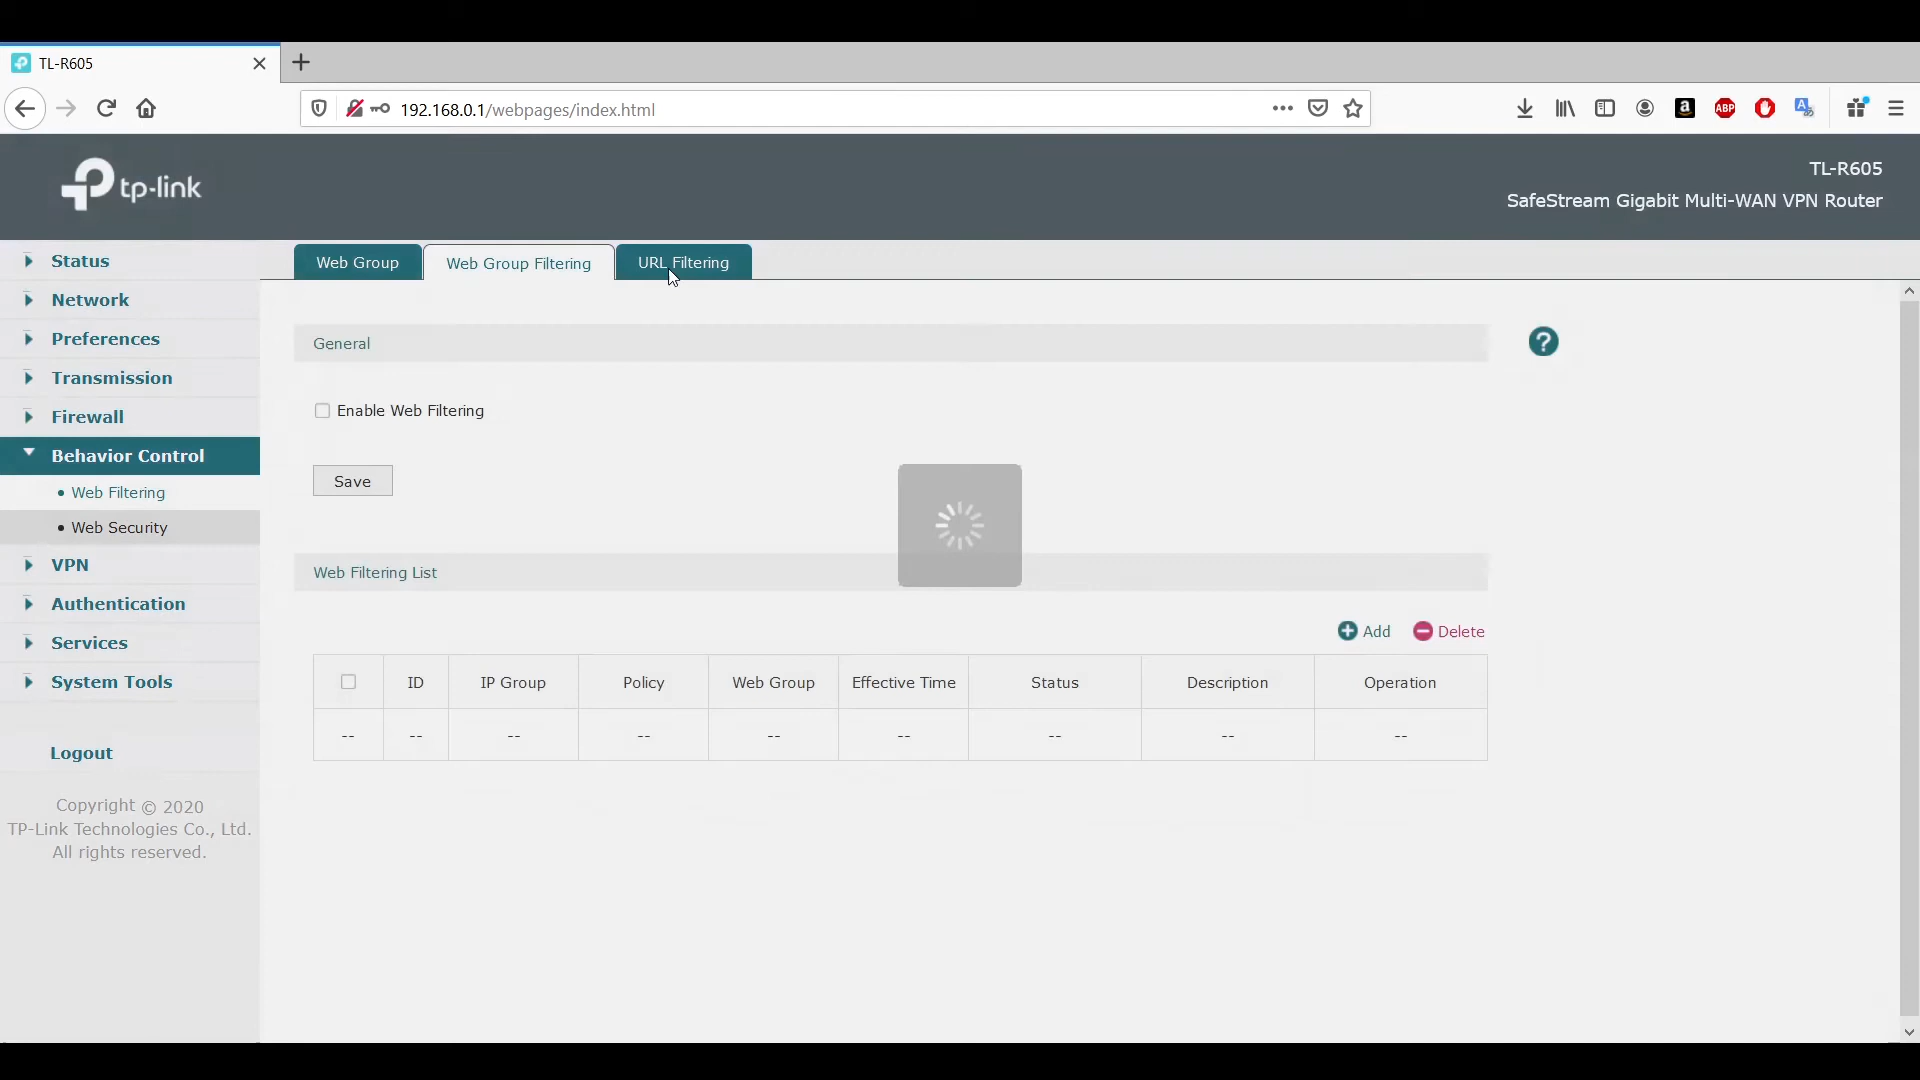 TL-R605
192.168.0.1/webpages/index.html
ABP
tp-link
TL-R605
SafeStream Gigabit Multi-WAN VPN Router
Status
Network
Preferences
Transmission
Firewall
Behavior Control
Web Filtering
Web Security
VPN
Authentication
Services
System Tools
Logout
Copyright © 2020
TP-Link Technologies Co., Ltd.
All rights reserved.
Web Group
Web Group Filtering
URL Filtering
General
?
Enable Web Filtering
Save
Web Filtering List
Add
Delete
ID
IP Group
Policy
Web Group
Effective Time
Status
Description
Operation
-- -- -- -- -- -- -- -- --